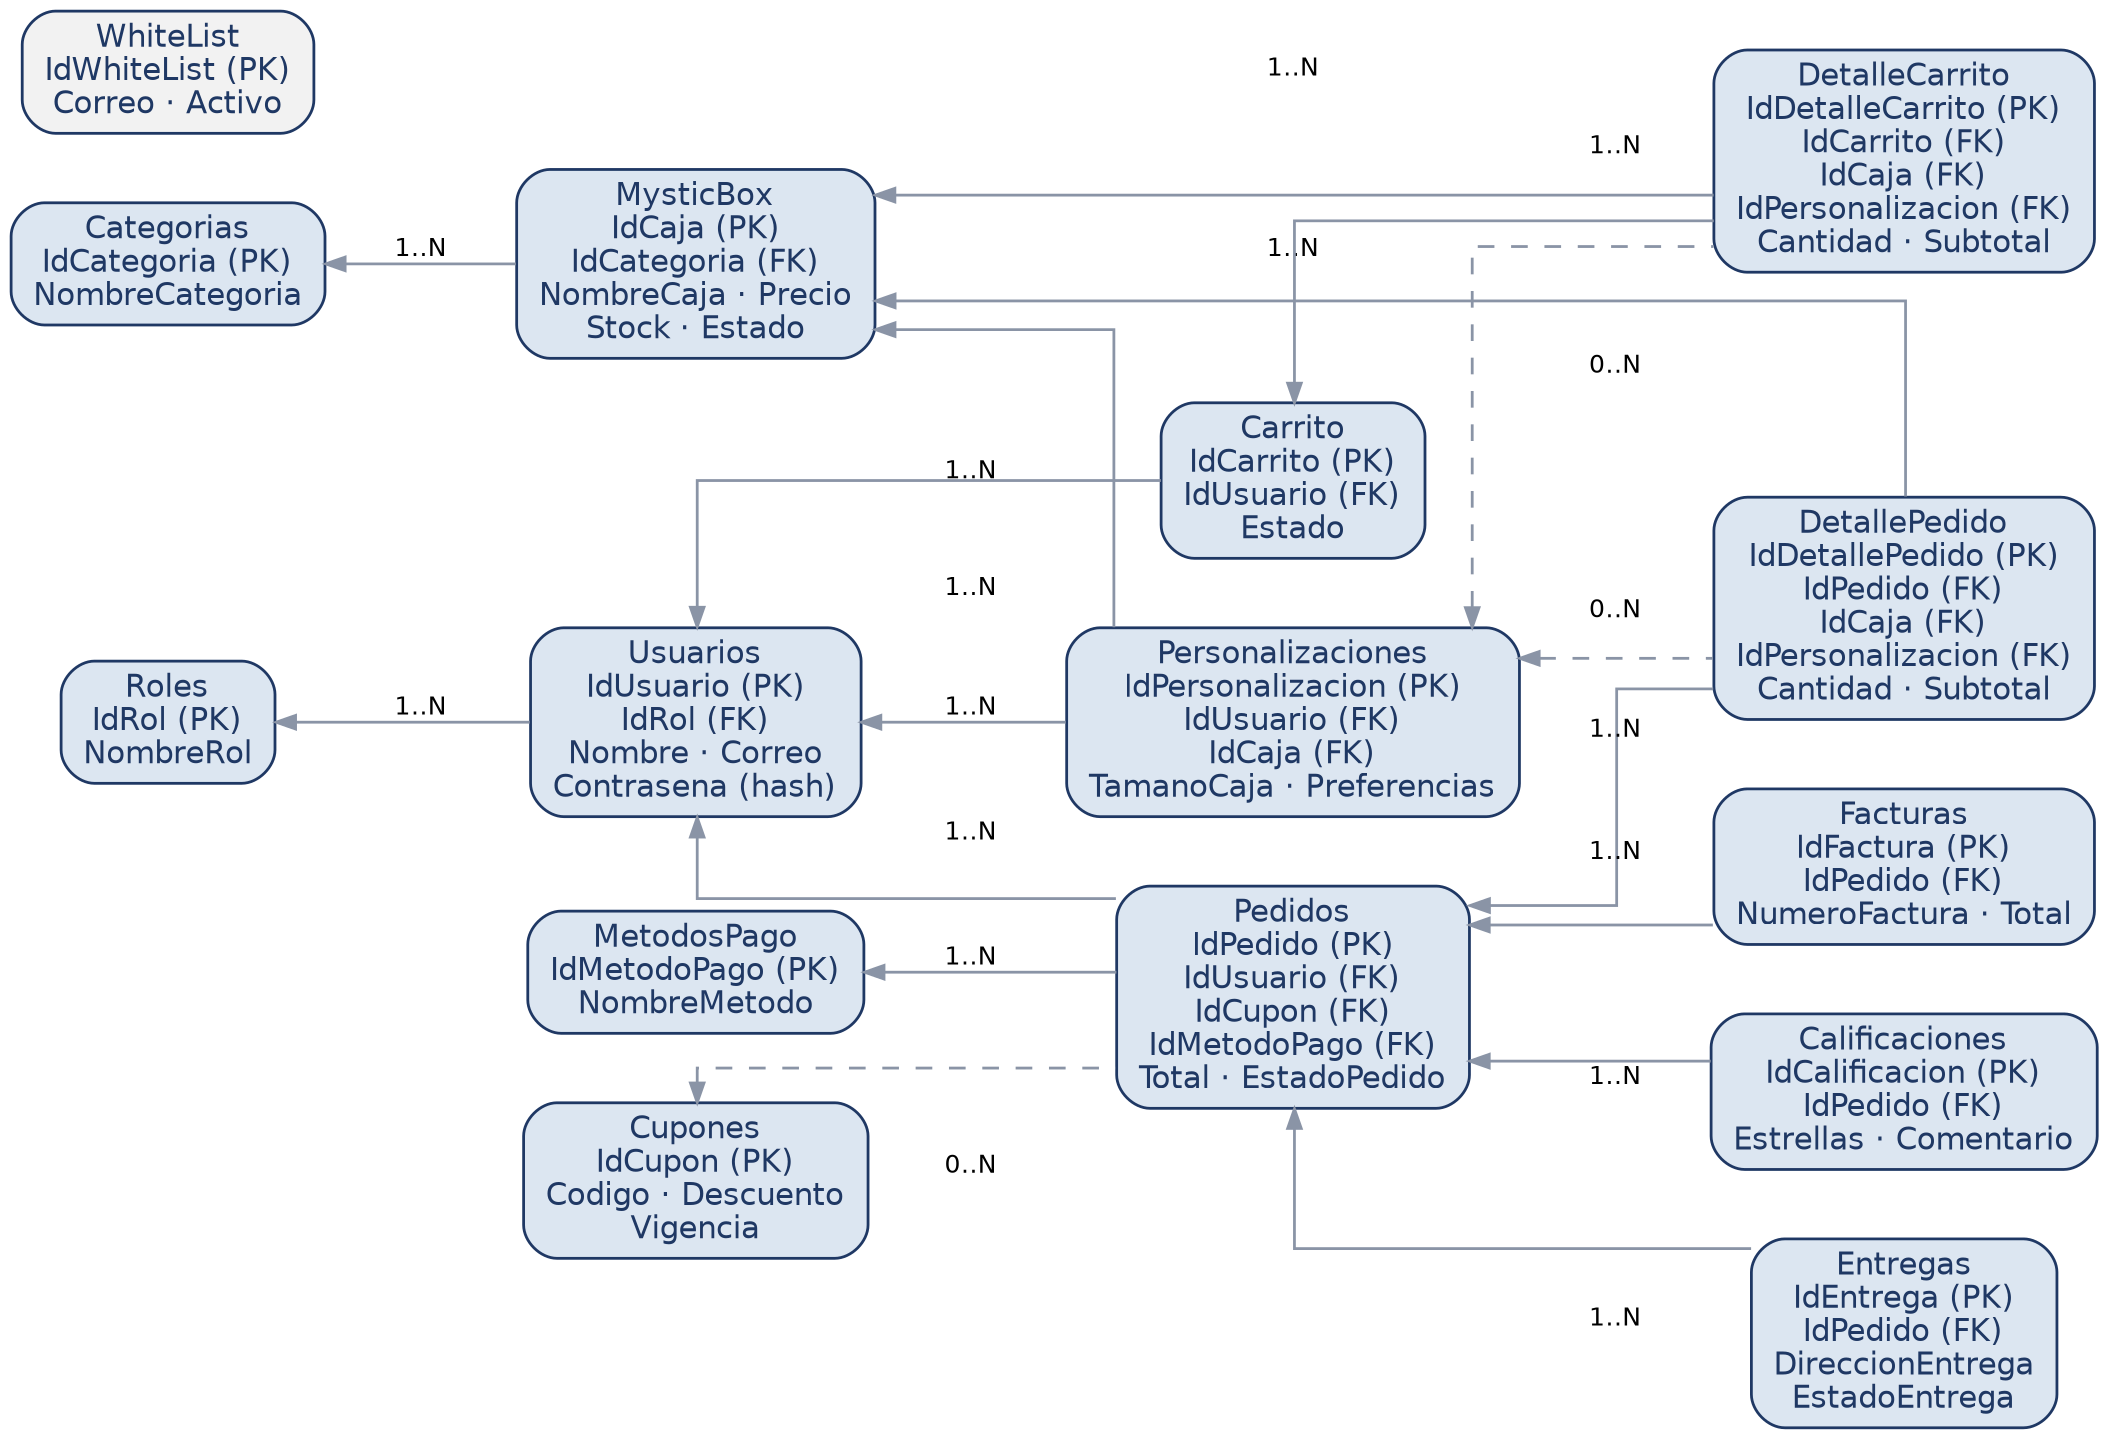 WhiteList
IdWhiteList (PK)
Correo · Activo
Categorias
IdCategoria (PK)
NombreCategoria
1..N
MysticBox
IdCaja (PK)
IdCategoria (FK)
NombreCaja · Precio
Stock · Estado
1..N
1..N
1..N
DetalleCarrito
IdDetalleCarrito (PK)
IdCarrito (FK)
IdCaja (FK)
IdPersonalizacion (FK)
Cantidad · Subtotal
0..N
Carrito
IdCarrito (PK)
IdUsuario (FK)
Estado
1..N
1..N
Roles
IdRol (PK)
NombreRol
1..N
Usuarios
IdUsuario (PK)
IdRol (FK)
Nombre · Correo
Contrasena (hash)
1..N
Personalizaciones
IdPersonalizacion (PK)
IdUsuario (FK)
IdCaja (FK)
TamanoCaja · Preferencias
0..N
DetallePedido
IdDetallePedido (PK)
IdPedido (FK)
IdCaja (FK)
IdPersonalizacion (FK)
Cantidad · Subtotal
1..N
1..N
1..N
Facturas
IdFactura (PK)
IdPedido (FK)
NumeroFactura · Total
MetodosPago
IdMetodoPago (PK)
NombreMetodo
1..N
Pedidos
IdPedido (PK)
IdUsuario (FK)
IdCupon (FK)
IdMetodoPago (FK)
Total · EstadoPedido
1..N
Calificaciones
IdCalificacion (PK)
IdPedido (FK)
Estrellas · Comentario
Cupones
IdCupon (PK)
Codigo · Descuento
Vigencia
0..N
1..N
Entregas
IdEntrega (PK)
IdPedido (FK)
DireccionEntrega
EstadoEntrega